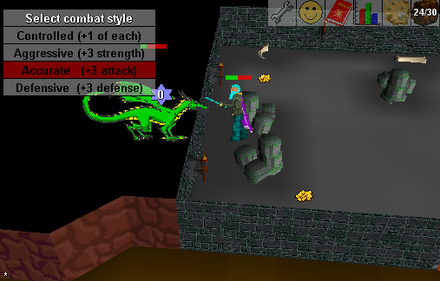 Select combat style
Controlled (+1 of each)
Aggressive (+3 strength)
Accurate (+3 attack)
Defensive (+3 defense)
24/30
0
*